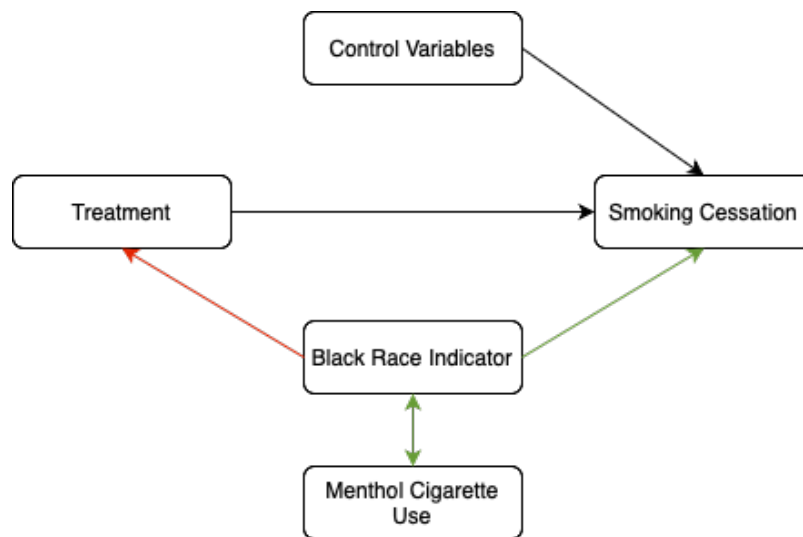 Control Variables
Treatment
Smoking Cessation
Black Race Indicator
Menthol Cigarette
Use